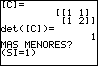 [C]=
[[1 1]
[1 2]]
det([C])=
1
MAS MENORES?
(SI=1)